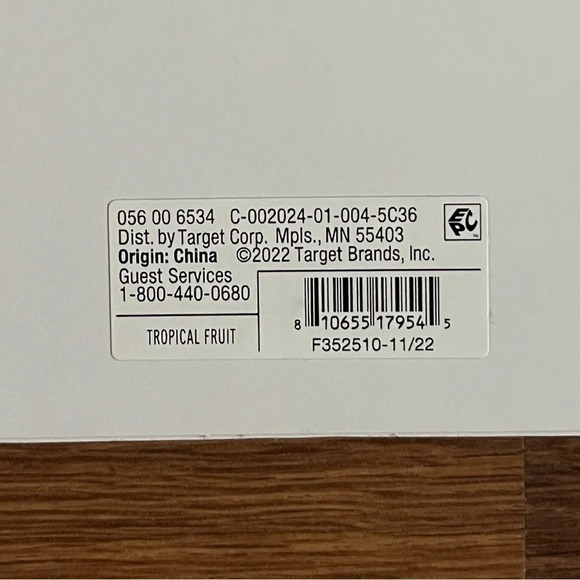 056 00 6534 C-002024-01-004-5C36
EPC
Dist. by Target Corp. Mpls., MN 55403
Origin: China ©2022 Target Brands, Inc.
Guest Services
1-800-440-0680
TROPICAL FRUIT
8 10655 17954 5
F352510-11/22